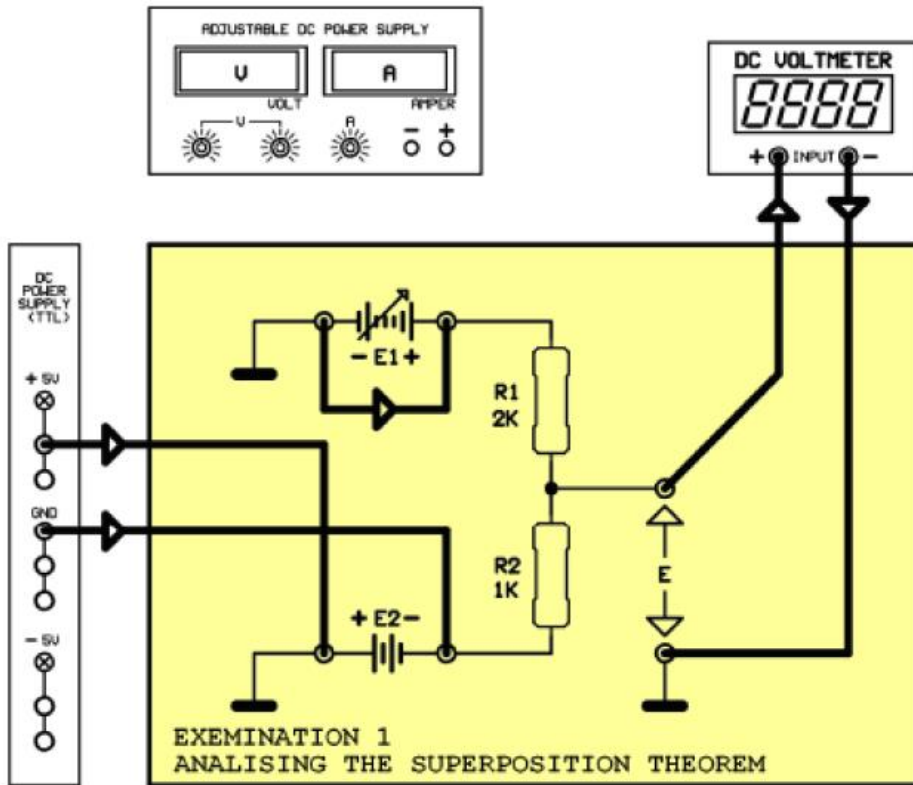 ADJUSTABLE DC POWER SUPPLY
V
A
VOLT
AMPER
V
A
- +
DC VOLTMETER
8888
+ INPUT -
DC
POWER
SUPPLY
(TTL)
+ 5V
GND
- 5V
- E1 +
R1
2K
R2
1K
E
+ E2 -
EXEMINATION 1
ANALISING THE SUPERPOSITION THEOREM